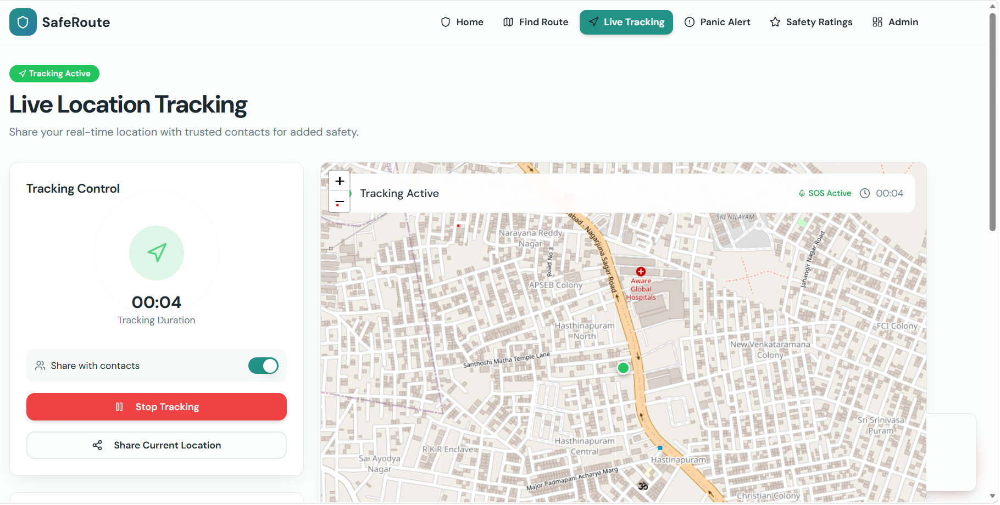 SafeRoute
Home
Find Route
Live Tracking
Panic Alert
Safety Ratings
Admin
Tracking Active
Live Location Tracking
Share your real-time location with trusted contacts for added safety.
Tracking Control
00:04
Tracking Duration
Share with contacts
Stop Tracking
Share Current Location
+
−
Tracking Active
SOS Active
00:04
SRI NILAYAM
Narayana Reddy
Nagar
Road No 3
abad - Nagarjuna Sagar Road
Jahangir Nagar Road
APSEB Colony
Aware
Global
Hospitals
Hasthinapuram
North
FCI Colony
New Venkataramana
Colony
Santhoshi Matha Temple Lane
Sri Srinivasa
Puram
Hasthinapuram
Central
R K R Enclave
Sai Ayodya
Nagar
Hastinapuram
Major Padmapani Acharya Marg
ॐ
Christian Colony